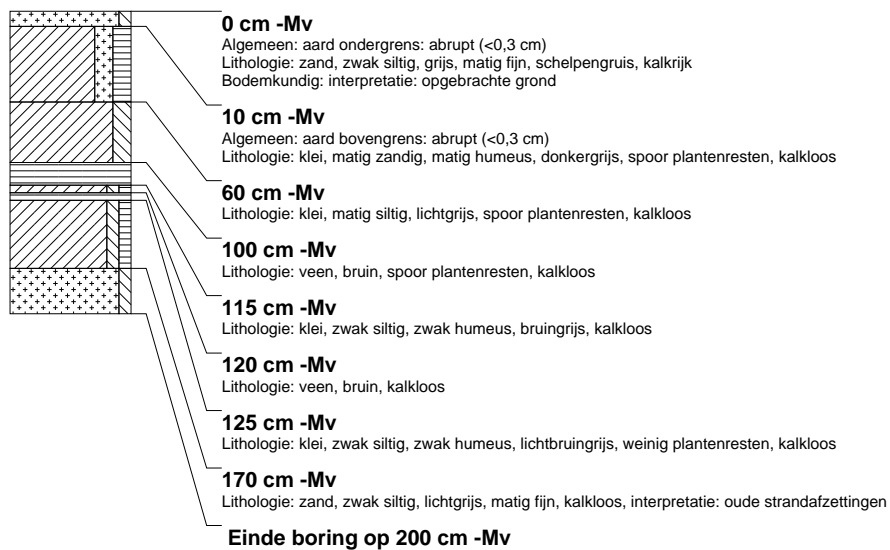 0 cm -Mv
Algemeen: aard ondergrens: abrupt (<0,3 cm)
Lithologie: zand, zwak siltig, grijs, matig fijn, schelpengruis, kalkrijk
Bodemkundig: interpretatie: opgebrachte grond
10 cm -Mv
Algemeen: aard bovengrens: abrupt (<0,3 cm)
Lithologie: klei, matig zandig, matig humeus, donkergrijs, spoor plantenresten, kalkloos
60 cm -Mv
Lithologie: klei, matig siltig, lichtgrijs, spoor plantenresten, kalkloos
100 cm -Mv
Lithologie: veen, bruin, spoor plantenresten, kalkloos
115 cm -Mv
Lithologie: klei, zwak siltig, zwak humeus, bruingrijs, kalkloos
120 cm -Mv
Lithologie: veen, bruin, kalkloos
125 cm -Mv
Lithologie: klei, zwak siltig, zwak humeus, lichtbruingrijs, weinig plantenresten, kalkloos
170 cm -Mv
Lithologie: zand, zwak siltig, lichtgrijs, matig fijn, kalkloos, interpretatie: oude strandafzettingen
Einde boring op 200 cm -Mv